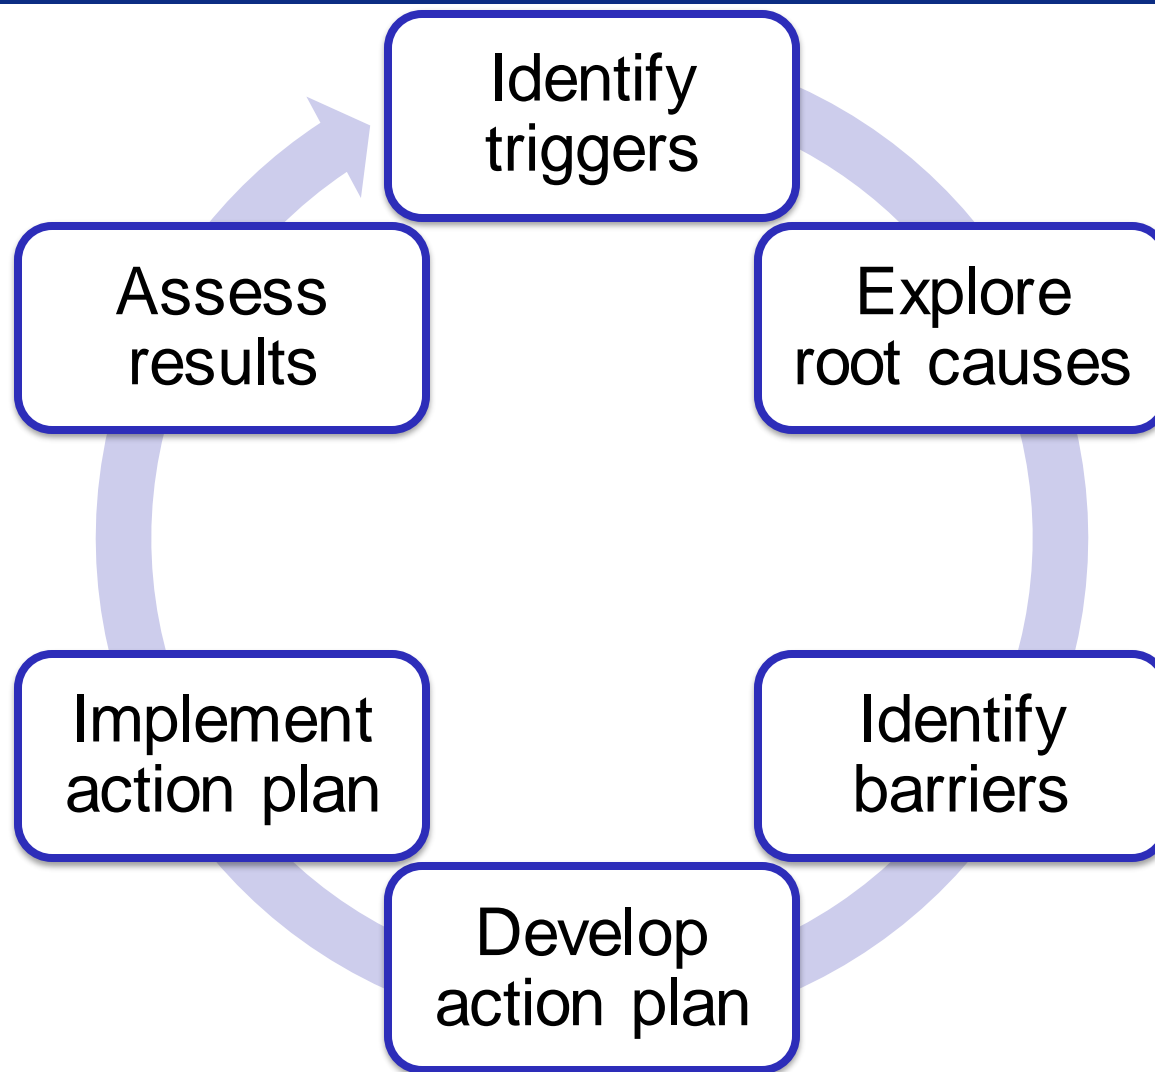 Identify
triggers
Explore
root causes
Identify
barriers
Develop
action plan
Implement
action plan
Assess
results